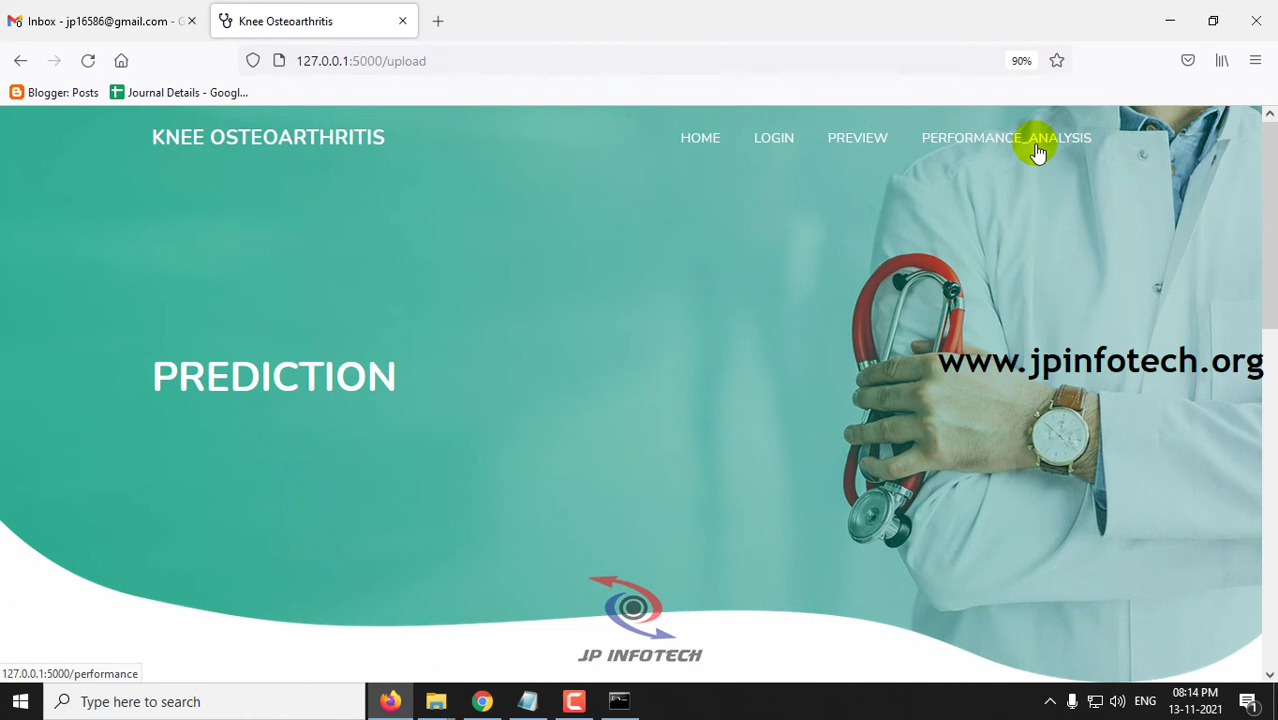 Inbox - jp16586@gmail.com - G
Knee Osteoarthritis
127.0.0.1:5000/upload
90%
Blogger: Posts
Journal Details - Googl...
KNEE OSTEOARTHRITIS
HOME
LOGIN
PREVIEW
PERFORMANCE_ANALYSIS
www.jpinfotech.org
PREDICTION
JP INFOTECH
127.0.0.1:5000/performance
Type here to search
ENG
08:14 PM
13-11-2021
1